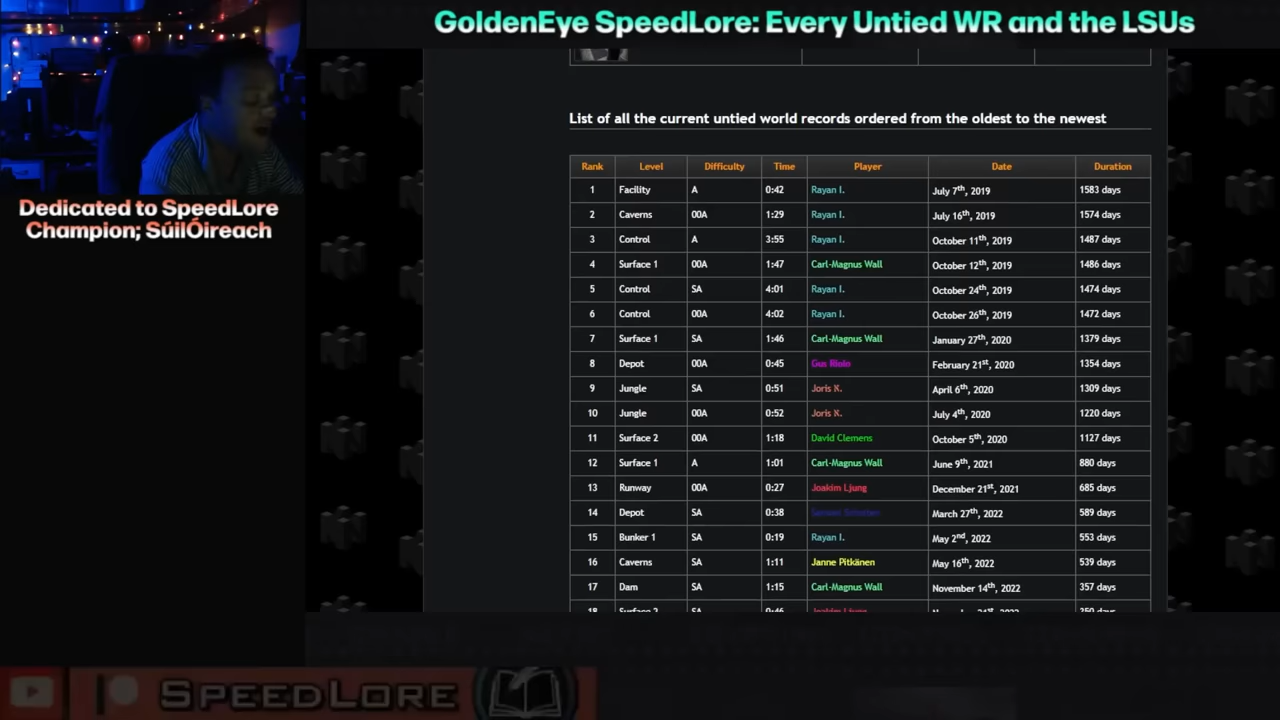 GoldenEye SpeedLore: Every Untied WR and the LSUs
Dedicated to SpeedLore
Champion; SúilÓireach
List of all the current untied world records ordered from the oldest to the newest
Rank Level Difficulty Time Player Date Duration
1 Facility A 0:42 Rayan I. July 7th, 2019 1583 days
2 Caverns 00A 1:29 Rayan I. July 16th, 2019 1574 days
3 Control A 3:55 Rayan I. October 11th, 2019 1487 days
4 Surface 1 00A 1:47 Carl-Magnus Wall October 12th, 2019 1486 days
5 Control SA 4:01 Rayan I. October 24th, 2019 1474 days
6 Control 00A 4:02 Rayan I. October 26th, 2019 1472 days
7 Surface 1 SA 1:46 Carl-Magnus Wall January 27th, 2020 1379 days
8 Depot 00A 0:45 Gus Riolo February 21st, 2020 1354 days
9 Jungle SA 0:51 Joris ℵ. April 6th, 2020 1309 days
10 Jungle 00A 0:52 Joris ℵ. July 4th, 2020 1220 days
11 Surface 2 00A 1:18 David Clemens October 5th, 2020 1127 days
12 Surface 1 A 1:01 Carl-Magnus Wall June 9th, 2021 880 days
13 Runway 00A 0:27 Joakim Ljung December 21st, 2021 685 days
14 Depot SA 0:38 March 27th, 2022 589 days
15 Bunker 1 SA 0:19 Rayan I. May 2nd, 2022 553 days
16 Caverns SA 1:11 Janne Pitkänen May 16th, 2022 539 days
17 Dam SA 1:15 Carl-Magnus Wall November 14th, 2022 357 days
SPEEDLORE